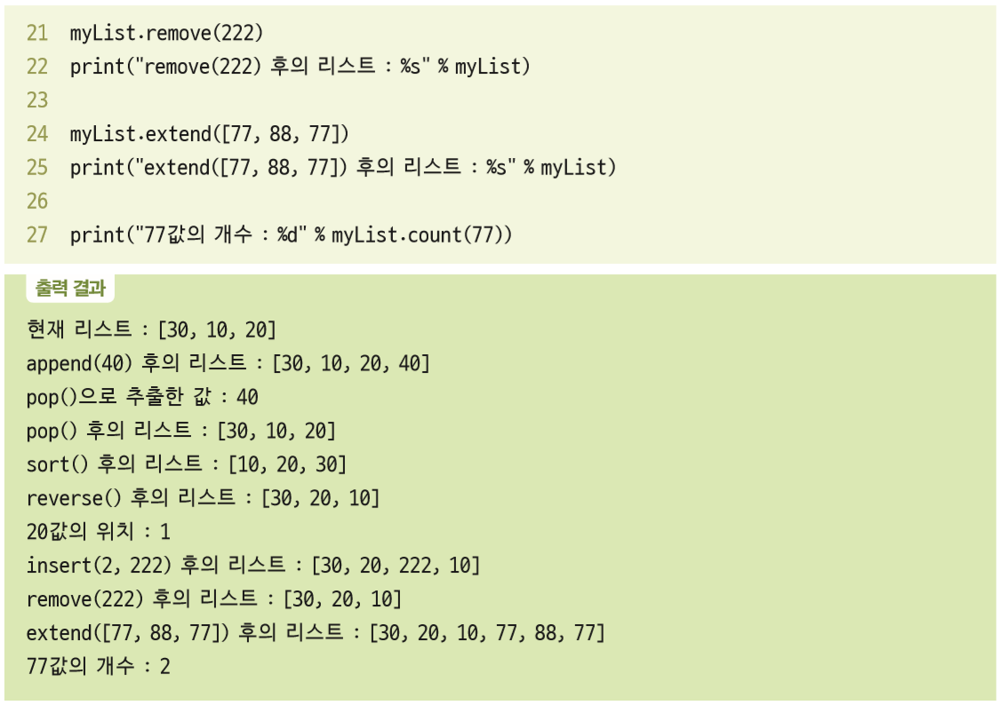 21 myList.remove(222)
22 print("remove(222) 후의 리스트 : %s" % myList)
23
24 myList.extend([77, 88, 77])
25 print("extend([77, 88, 77]) 후의 리스트 : %s" % myList)
26
27 print("77값의 개수 : %d" % myList.count(77))
출력 결과
현재 리스트 : [30, 10, 20]
append(40) 후의 리스트 : [30, 10, 20, 40]
pop()으로 추출한 값 : 40
pop() 후의 리스트 : [30, 10, 20]
sort() 후의 리스트 : [10, 20, 30]
reverse() 후의 리스트 : [30, 20, 10]
20값의 위치 : 1
insert(2, 222) 후의 리스트 : [30, 20, 222, 10]
remove(222) 후의 리스트 : [30, 20, 10]
extend([77, 88, 77]) 후의 리스트 : [30, 20, 10, 77, 88, 77]
77값의 개수 : 2